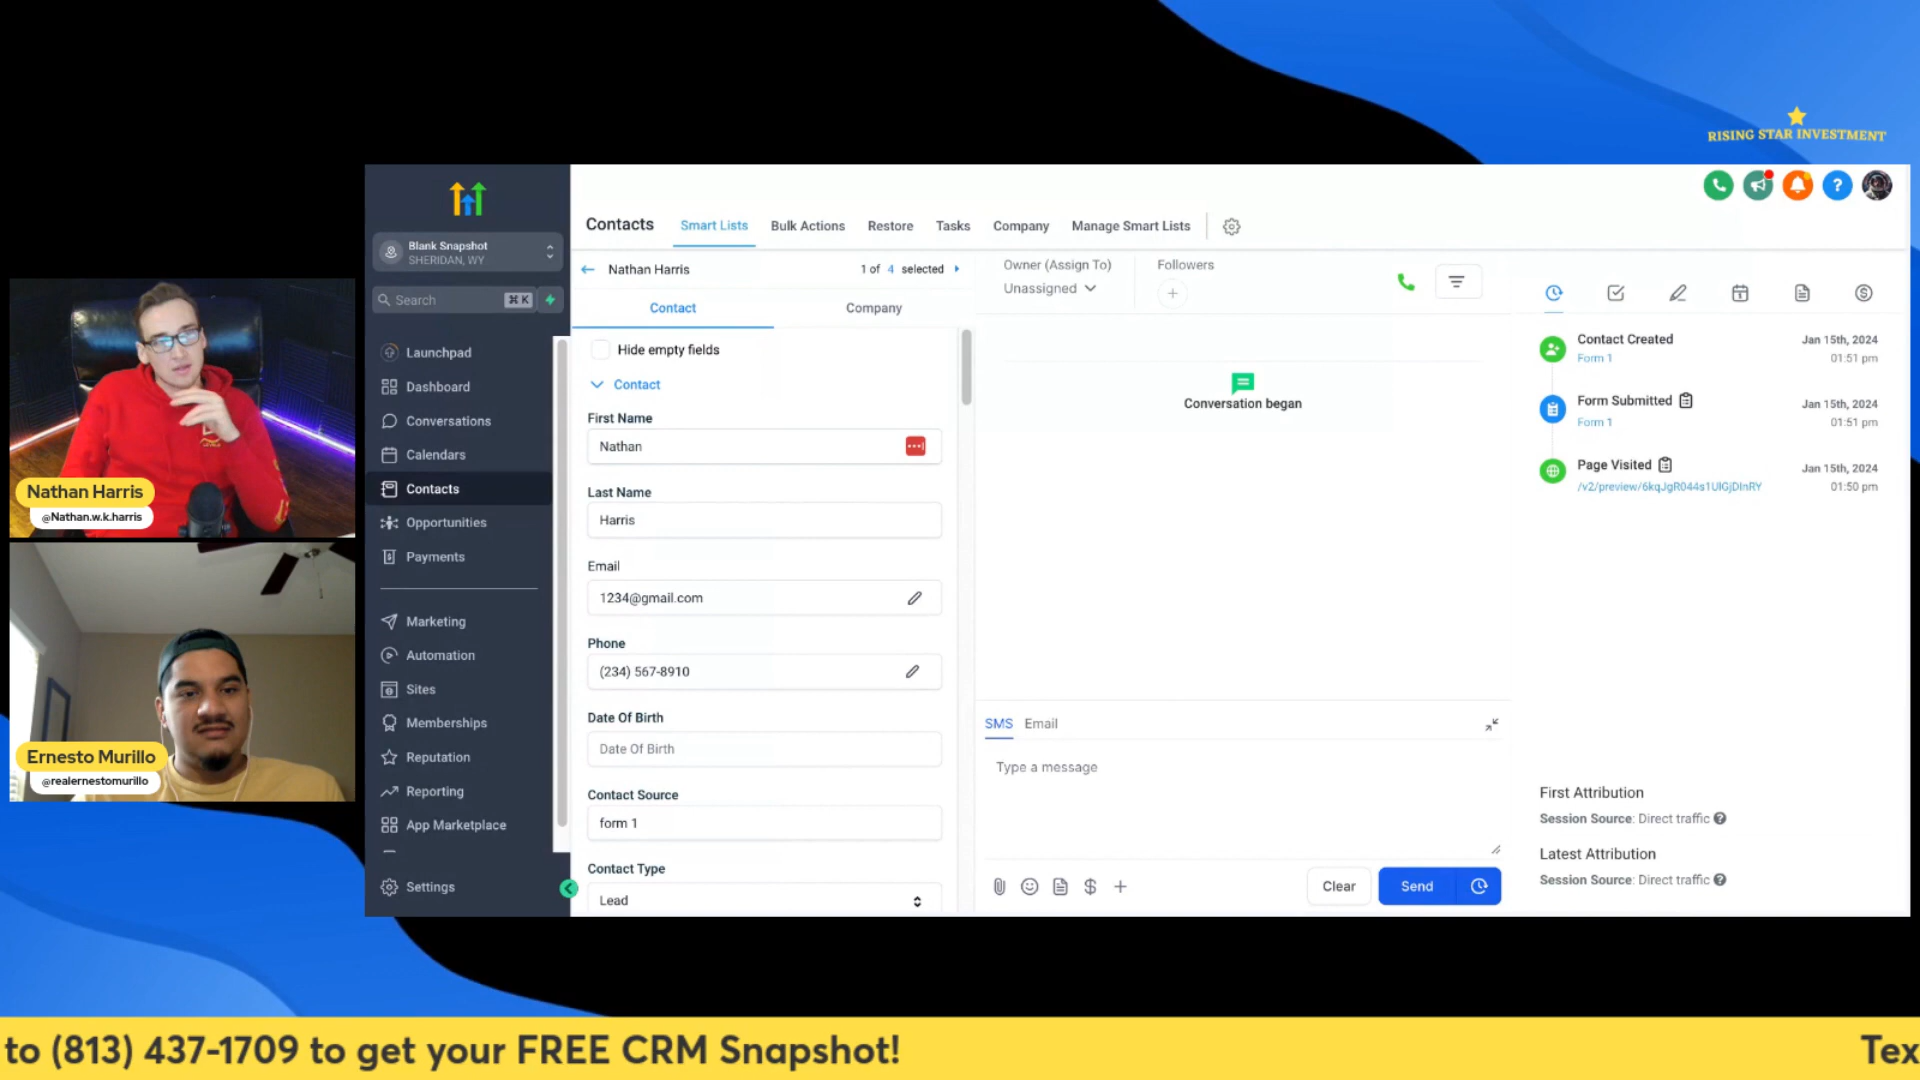 RISING STAR INVESTMENT
Blank Snapshot
SHERIDAN, WY
Search
⌘ K
Launchpad
Dashboard
Conversations
Calendars
Contacts
Opportunities
Payments
Marketing
Automation
Sites
Memberships
Reputation
Reporting
App Marketplace
Settings
Contacts
Smart Lists
Bulk Actions
Restore
Tasks
Company
Manage Smart Lists
Nathan Harris
1 of 4 selected
Contact
Company
Hide empty fields
Contact
First Name
Nathan
Last Name
Harris
Email
1234@gmail.com
Phone
(234) 567-8910
Date Of Birth
Date Of Birth
Contact Source
form 1
Contact Type
Lead
Owner (Assign To)
Unassigned
Followers
Conversation began
SMS
Email
Type a message
Clear
Send
Contact Created
Jan 15th, 2024
Form 1
01:51 pm
Form Submitted
Jan 15th, 2024
Form 1
01:51 pm
Page Visited
Jan 15th, 2024
/v2/preview/6kqJgR044s1UIGjDInRY
01:50 pm
First Attribution
Session Source: Direct traffic
Latest Attribution
Session Source: Direct traffic
Nathan Harris
@Nathan.w.k.harris
Ernesto Murillo
@realernestomurillo
to (813) 437-1709 to get your FREE CRM Snapshot!
Tex